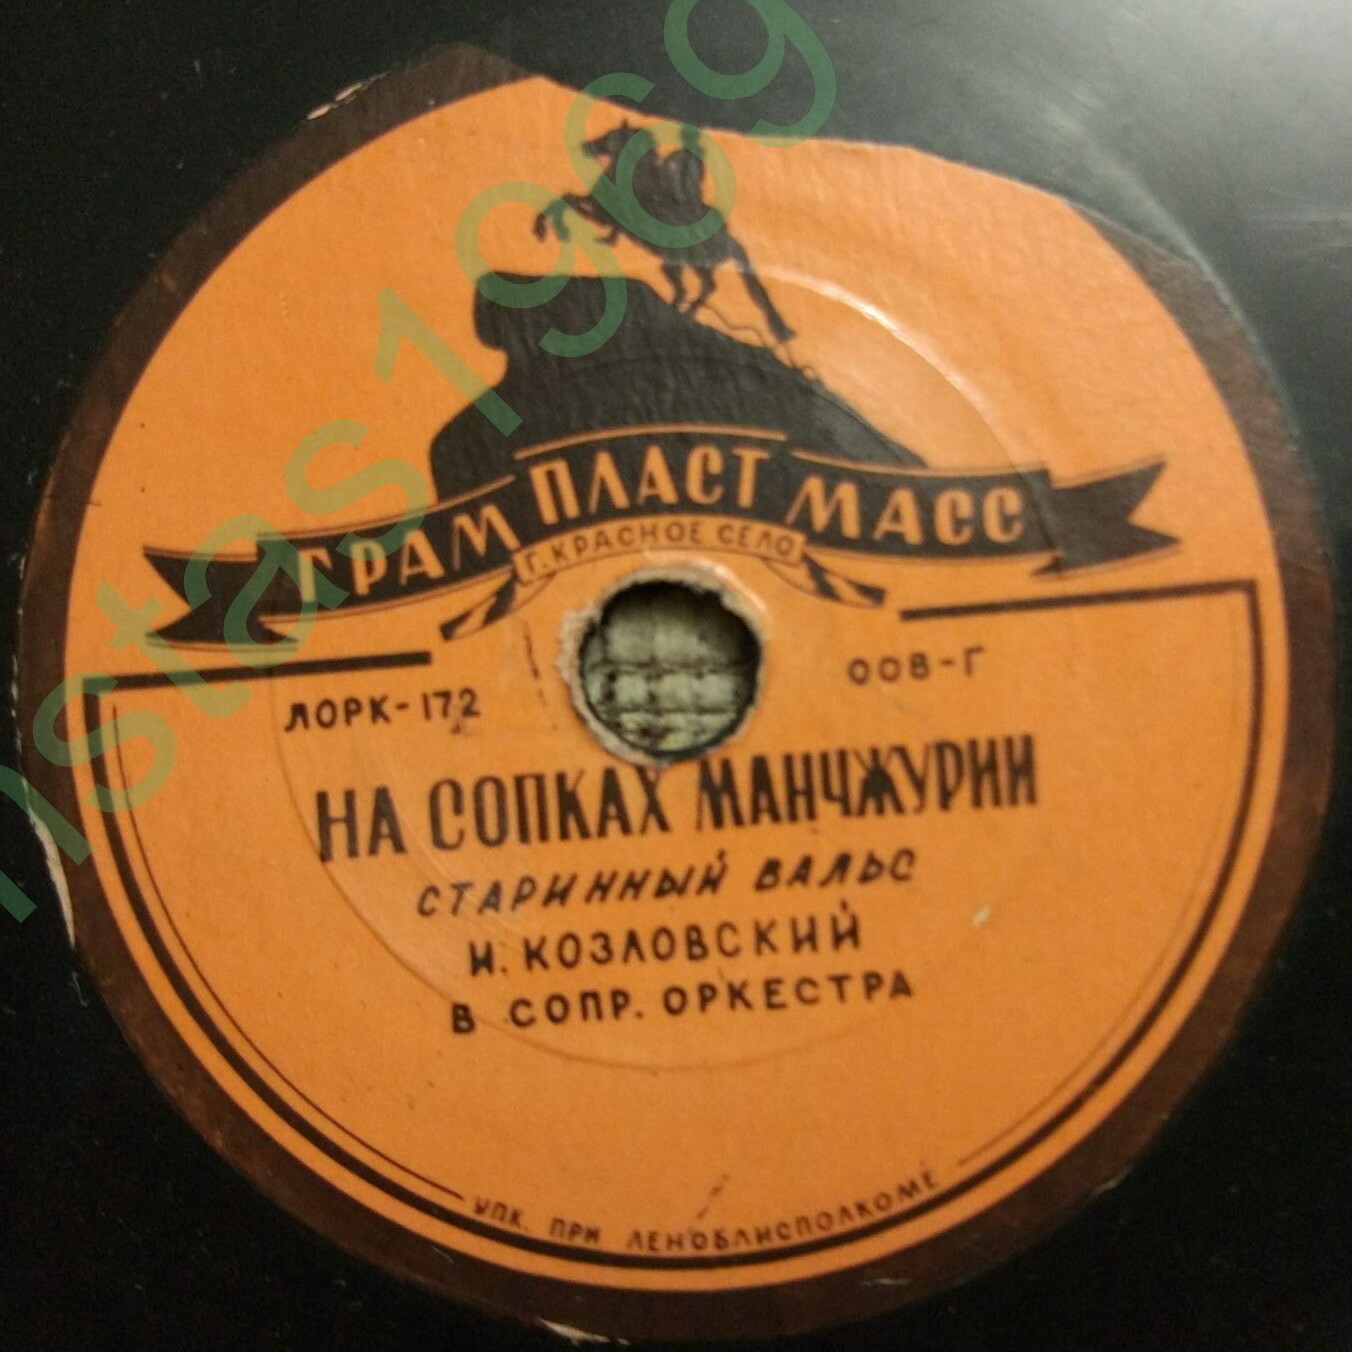 ГРАМ ПЛАСТ МАСС
Г. КРАСНОЕ СЕЛО
ЛОРК-172
008-Г
НА СОПКАХ МАНЧЖУРИИ
СТАРИННЫЙ ВАЛЬС
И. КОЗЛОВСКИЙ
В СОПР. ОРКЕСТРА
УПК. ПРИ ЛЕНОБЛИСПОЛКОМЕ